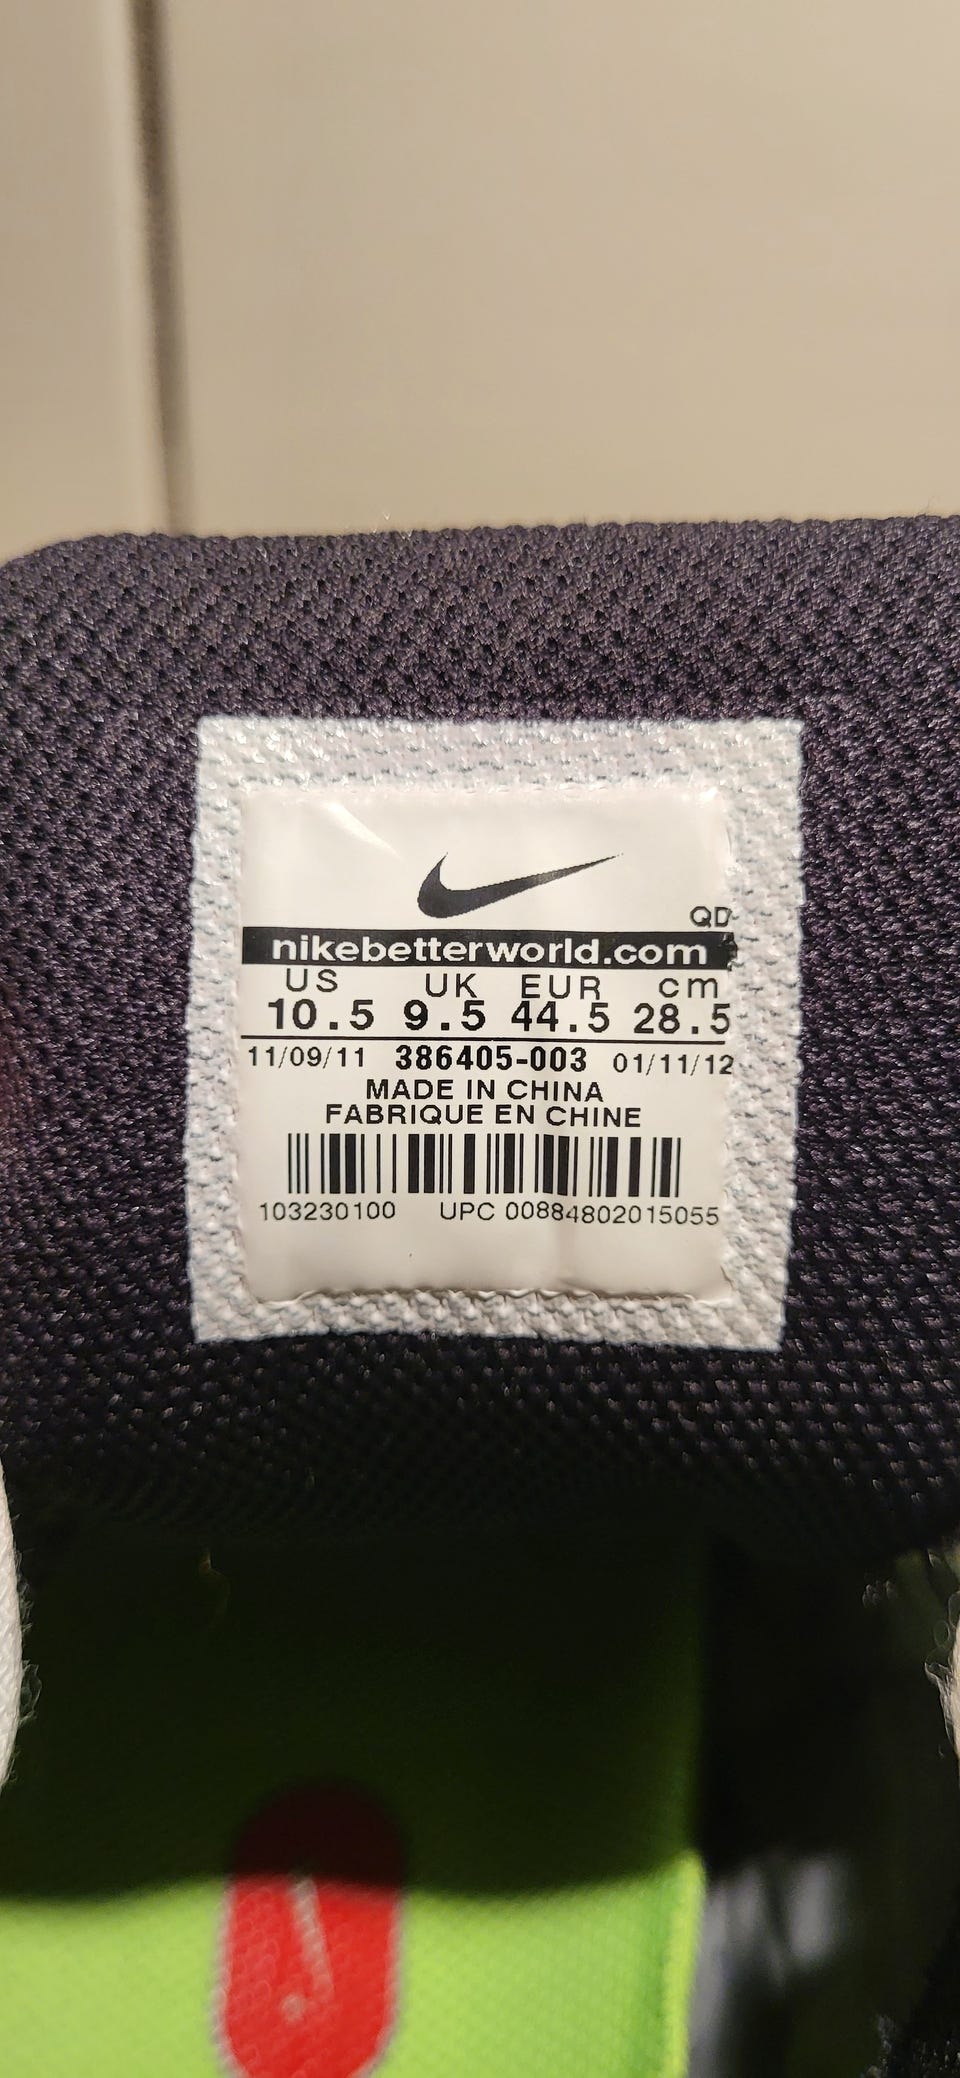 QD
nikebetterworld.com
US UK EUR cm
10.5 9.5 44.5 28.5
11/09/11 386405-003 01/11/12
MADE IN CHINA
FABRIQUE EN CHINE
103230100 UPC 00884802015055